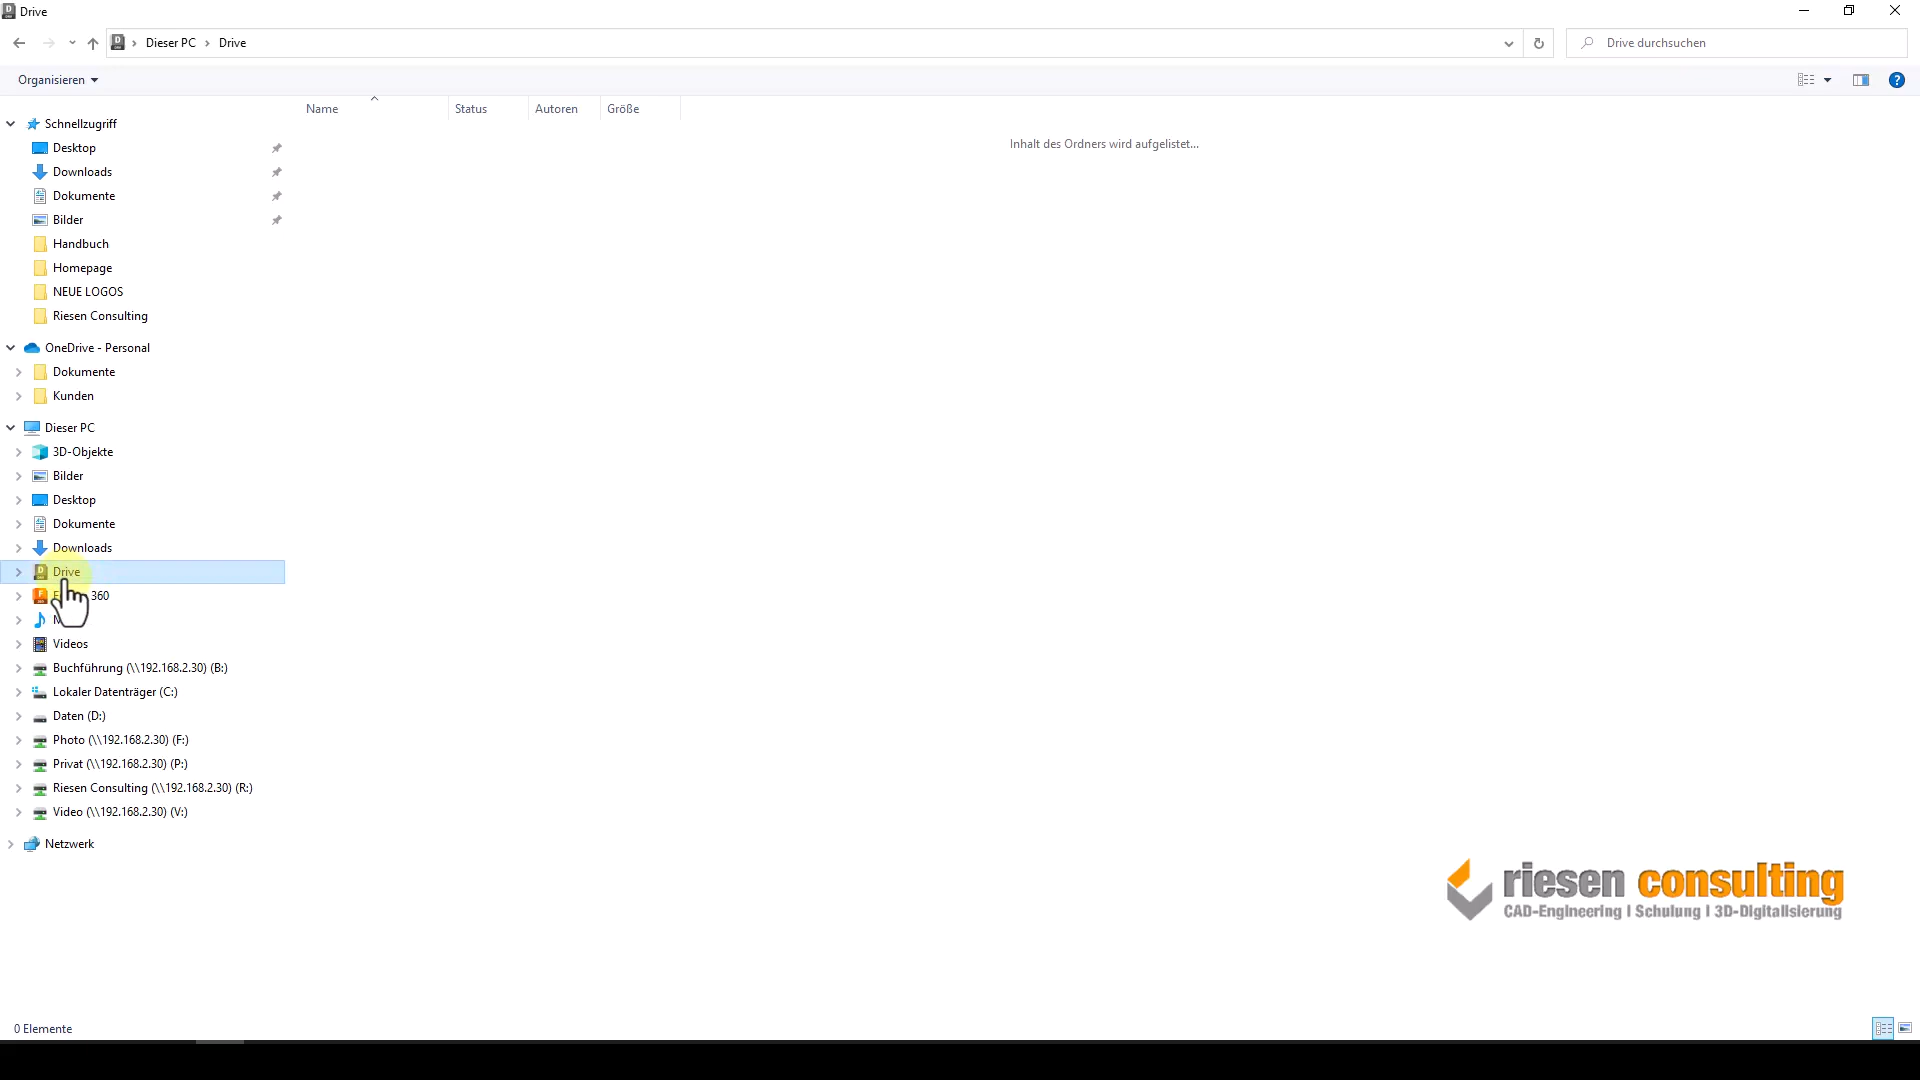 Drive
Dieser PC > Drive
Drive durchsuchen
Organisieren
Name Status Autoren Größe
Inhalt des Ordners wird aufgelistet...
Schnellzugriff
Desktop
Downloads
Dokumente
Bilder
Handbuch
Homepage
NEUE LOGOS
Riesen Consulting
OneDrive - Personal
Dokumente
Kunden
Dieser PC
3D-Objekte
Bilder
Desktop
Dokumente
Downloads
Drive
360
Videos
Buchführung (\\192.168.2.30) (B:)
Lokaler Datenträger (C:)
Daten (D:)
Photo (\\192.168.2.30) (F:)
Privat (\\192.168.2.30) (P:)
Riesen Consulting (\\192.168.2.30) (R:)
Video (\\192.168.2.30) (V:)
Netzwerk
riesen consulting
CAD-Engineering | Schulung | 3D-Digitalisierung
0 Elemente